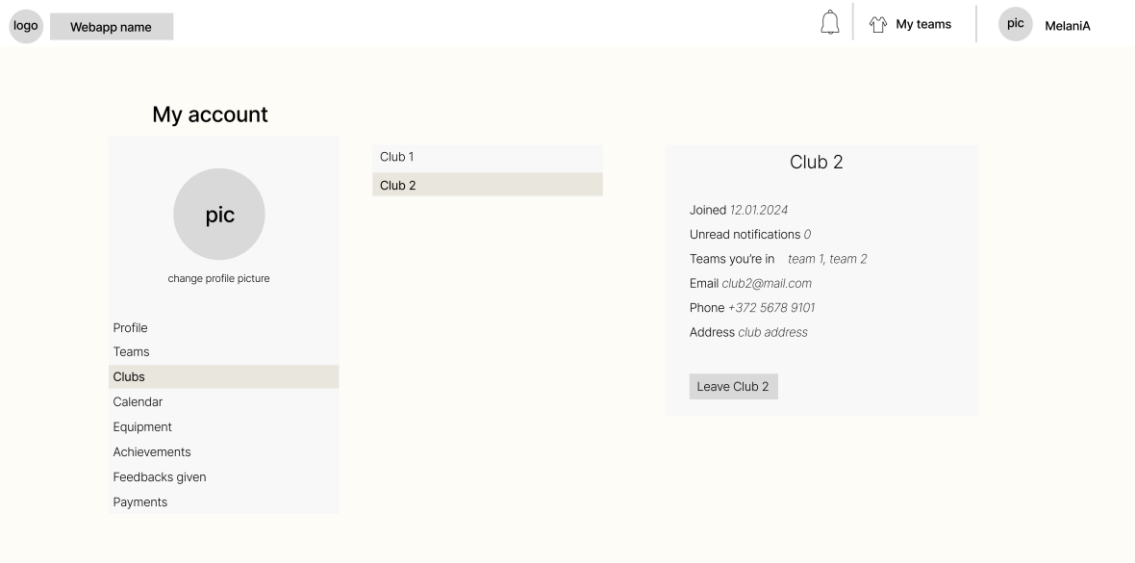 logo
Webapp name
My teams
pic
MelaniA
My account
pic
change profile picture
Profile
Teams
Clubs
Calendar
Equipment
Achievements
Feedbacks given
Payments
Club 1
Club 2
Club 2
Joined 12.01.2024
Unread notifications 0
Teams you're in team 1, team 2
Email club2@mail.com
Phone +372 5678 9101
Address club address
Leave Club 2